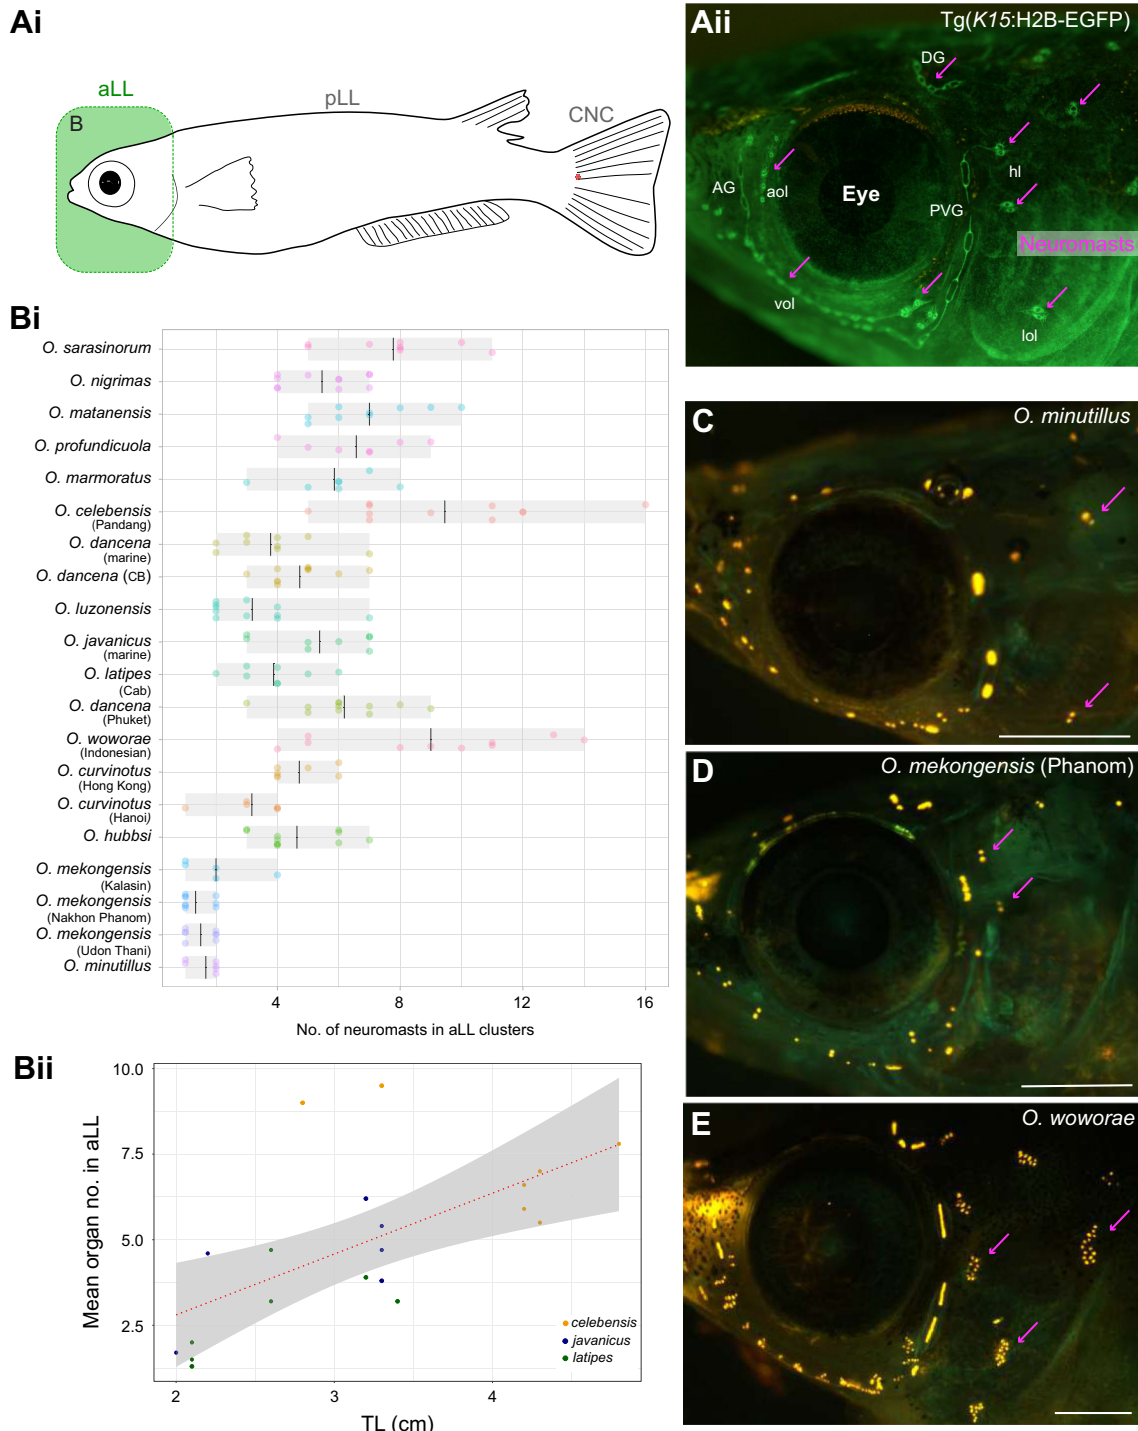 Ai
aLL
B
pLL
CNC
Aii
Tg(K15:H2B-EGFP)
DG
hl
AG
aol
Eye
PVG
Neuromasts
vol
lol
Bi
O. sarasinorum
O. nigrimas
O. matanensis
O. profundicuola
O. marmoratus
O. celebensis
(Pandang)
O. dancena
(marine)
O. dancena (CB)
O. luzonensis
O. javanicus
(marine)
O. latipes
(Cab)
O. dancena
(Phuket)
O. woworae
(Indonesian)
O. curvinotus
(Hong Kong)
O. curvinotus
(Hanoi)
O. hubbsi
O. mekongensis
(Kalasin)
O. mekongensis
(Nakhon Phanom)
O. mekongensis
(Udon Thani)
O. minutillus
4 8 12 16
No. of neuromasts in aLL clusters
Bii
Mean organ no. in aLL
10.0
7.5
5.0
2.5
celebensis
javanicus
latipes
2 3 4
TL (cm)
C
O. minutillus
D
O. mekongensis (Phanom)
E
O. woworae